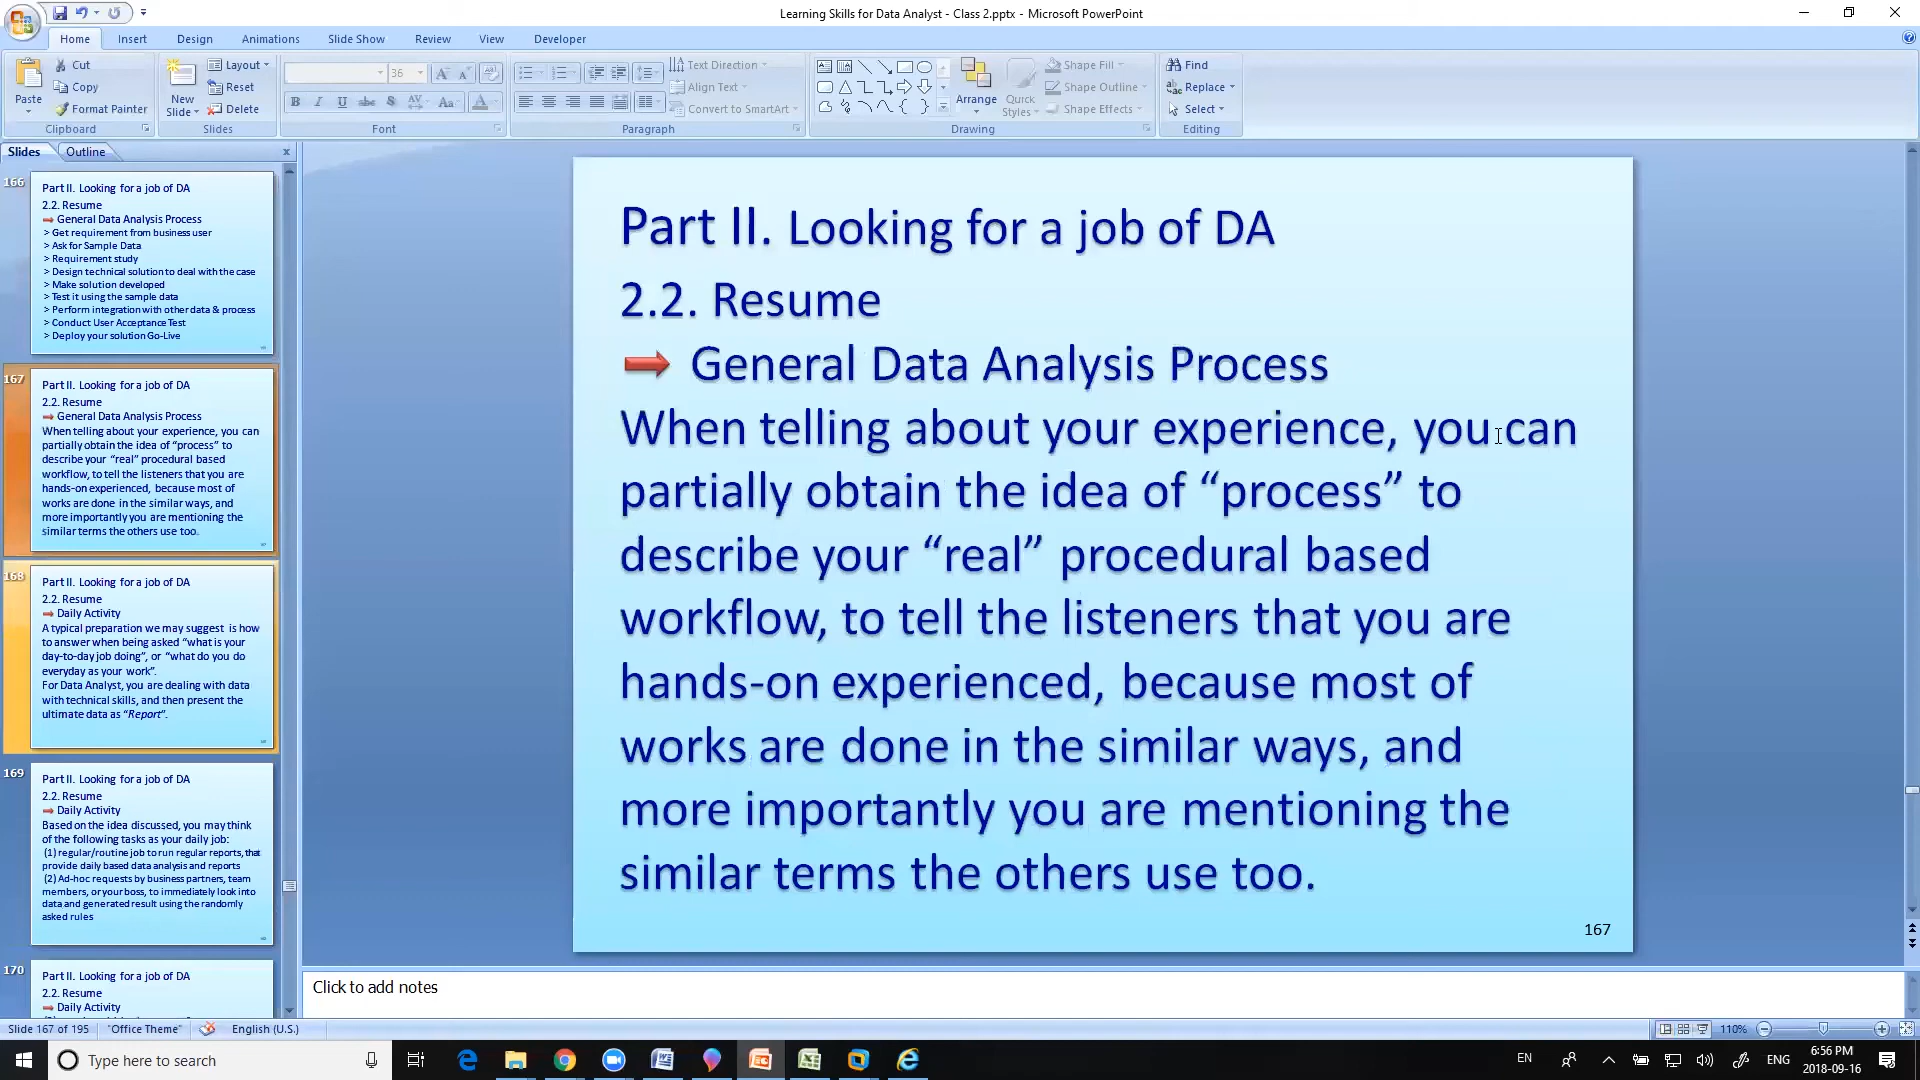 Learning Skills for Data Analyst - Class 2.pptx - Microsoft PowerPoint
Home Insert Design Animations Slide Show Review View Developer
Paste
Cut
Copy
Format Painter
Clipboard
New Slide
Layout
Reset
Delete
Slides
36
Font
Text Direction
Align Text
Convert to SmartArt
Paragraph
Arrange
Quick Styles
Shape Fill
Shape Outline
Shape Effects
Drawing
Find
Replace
Select
Editing
Slides Outline
166
Part II. Looking for a job of DA
2.2. Resume
General Data Analysis Process
> Get requirement from business user
> Ask for Sample Data
> Requirement study
> Design technical solution to deal with the case
> Make solution developed
> Test it using the sample data
> Perform integration with other data & process
> Conduct User Acceptance Test
> Deploy your solution Go-Live
167
Part II. Looking for a job of DA
2.2. Resume
General Data Analysis Process
When telling about your experience, you can
partially obtain the idea of “process” to
describe your “real” procedural based
workflow, to tell the listeners that you are
hands-on experienced, because most of
works are done in the similar ways, and
more importantly you are mentioning the
similar terms the others use too.
168
Part II. Looking for a job of DA
2.2. Resume
Daily Activity
A typical preparation we may suggest is how
to answer when being asked “what is your
day-to-day job doing”, or “what do you do
everyday as your work”.
For Data Analyst, you are dealing with data
with technical skills, and then present the
ultimate data as “Report”.
169
Part II. Looking for a job of DA
2.2. Resume
Daily Activity
Based on the idea discussed, you may think
of the following tasks as your daily job:
(1) regular/routine job to run regular reports, that
provide daily based data analysis and reports
(2) Ad-hoc requests by business partners, team
members, or your boss, to immediately look into
data and generated result using the randomly
asked rules
170
Part II. Looking for a job of DA
2.2. Resume
Daily Activity
Part II. Looking for a job of DA
2.2. Resume
General Data Analysis Process
When telling about your experience, you can
partially obtain the idea of “process” to
describe your “real” procedural based
workflow, to tell the listeners that you are
hands-on experienced, because most of
works are done in the similar ways, and
more importantly you are mentioning the
similar terms the others use too.
167
Click to add notes
Slide 167 of 195 "Office Theme" English (U.S.) 110%
Type here to search
EN
ENG
6:56 PM
2018-09-16